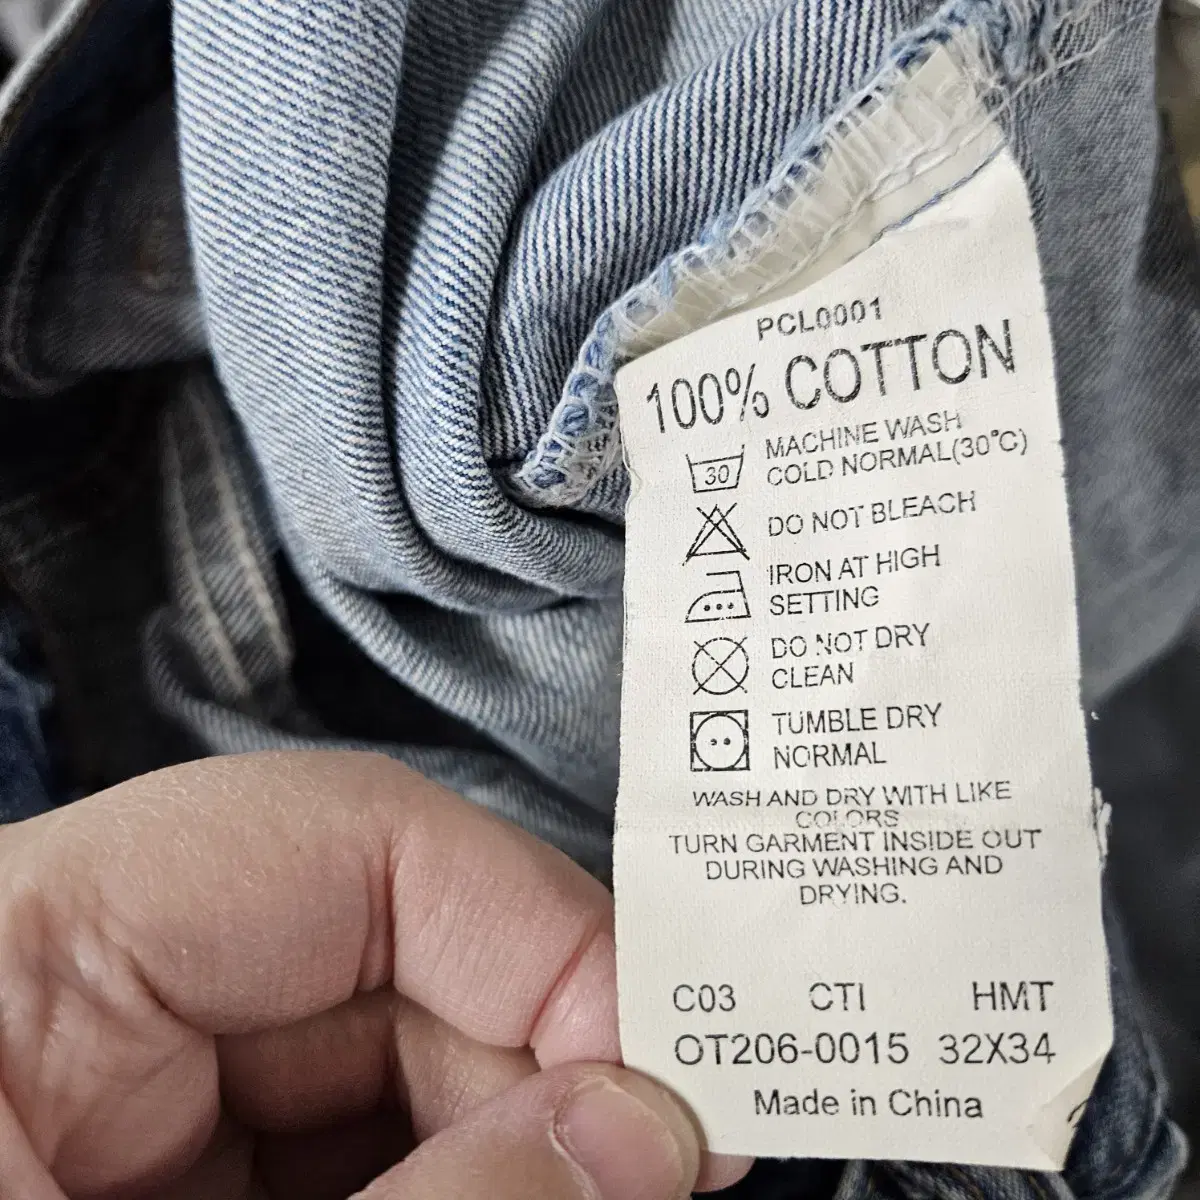 PCL0001
100% COTTON
30
MACHINE WASH
COLD NORMAL(30°C)
DO NOT BLEACH
IRON AT HIGH
SETTING
DO NOT DRY
CLEAN
TUMBLE DRY
NORMAL
WASH AND DRY WITH LIKE
COLORS
TURN GARMENT INSIDE OUT
DURING WASHING AND
DRYING.
C03 CTI HMT
OT206-0015 32X34
Made in China